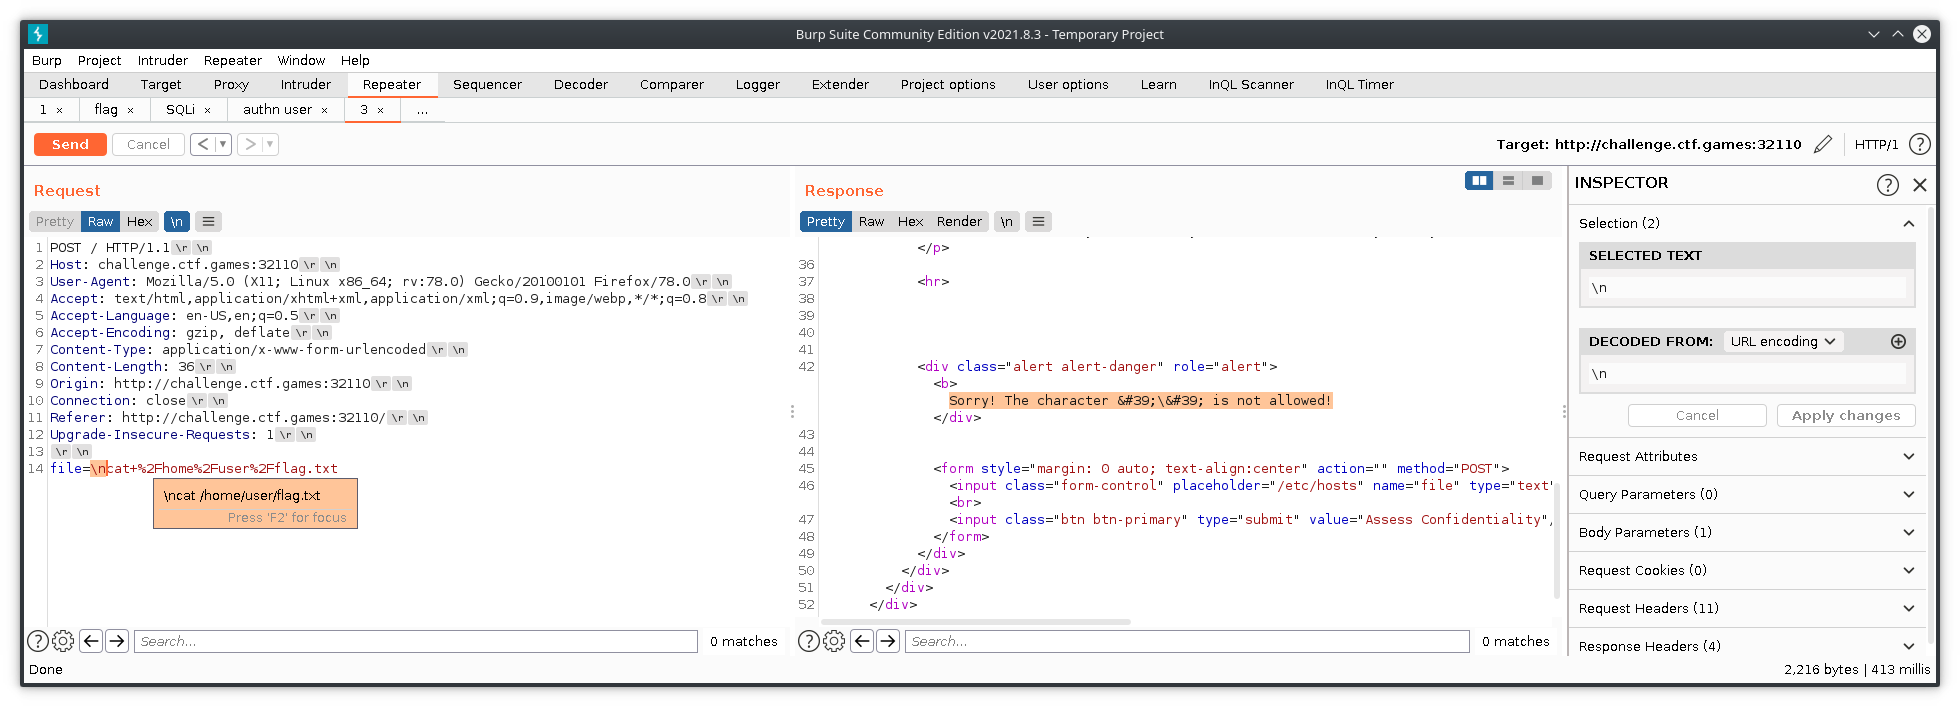 Burp Suite Community Edition v2021.8.3 - Temporary Project
Burp Project Intruder Repeater Window Help
Dashboard Target Proxy Intruder Repeater Sequencer Decoder Comparer Logger Extender Project options User options Learn InQL Scanner InQL Timer
1 × flag × SQLi × authn user × 3 × ...
Send Cancel < ▾ > ▾ Target: http://challenge.ctf.games:32110 HTTP/1 ?
Request
Pretty Raw Hex \n ≡
1 POST / HTTP/1.1 \r \n
2 Host: challenge.ctf.games:32110 \r \n
3 User-Agent: Mozilla/5.0 (X11; Linux x86_64; rv:78.0) Gecko/20100101 Firefox/78.0 \r \n
4 Accept: text/html,application/xhtml+xml,application/xml;q=0.9,image/webp,*/*;q=0.8 \r \n
5 Accept-Language: en-US,en;q=0.5 \r \n
6 Accept-Encoding: gzip, deflate \r \n
7 Content-Type: application/x-www-form-urlencoded \r \n
8 Content-Length: 36 \r \n
9 Origin: http://challenge.ctf.games:32110 \r \n
10 Connection: close \r \n
11 Referer: http://challenge.ctf.games:32110/ \r \n
12 Upgrade-Insecure-Requests: 1 \r \n
13 \r \n
14 file=\ncat+%2Fhome%2Fuser%2Fflag.txt
\ncat /home/user/flag.txt
Press 'F2' for focus
? Search... 0 matches
Done
Response
Pretty Raw Hex Render \n ≡
</p>
36
37 <hr>
38
39
40
41
42 <div class="alert alert-danger" role="alert">
<b>
Sorry! The character &#39;\&#39; is not allowed!
</div>
43
44
45 <form style="margin: 0 auto; text-align:center" action="" method="POST">
46 <input class="form-control" placeholder="/etc/hosts" name="file" type="text"
<br>
47 <input class="btn btn-primary" type="submit" value="Assess Confidentiality",
48 </form>
49 </div>
50 </div>
51 </div>
52 </div>
? Search... 0 matches
INSPECTOR ?
Selection (2)
SELECTED TEXT
\n
DECODED FROM: URL encoding
\n
Cancel Apply changes
Request Attributes
Query Parameters (0)
Body Parameters (1)
Request Cookies (0)
Request Headers (11)
Response Headers (4)
2,216 bytes | 413 millis